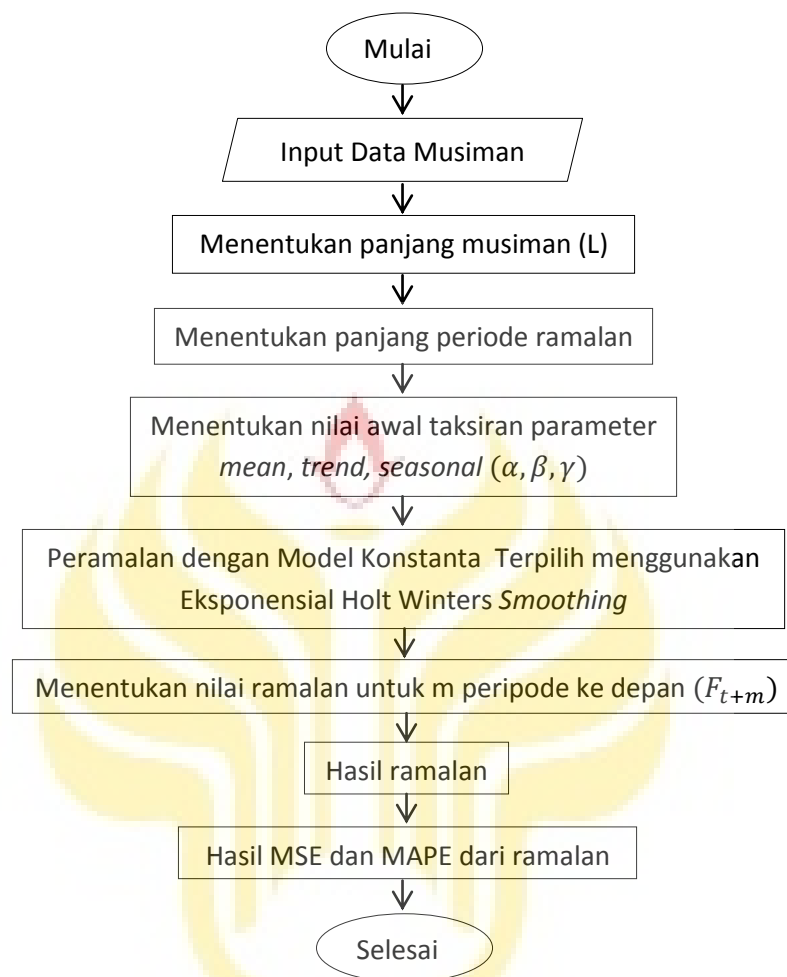 Mulai
Input Data Musiman
Menentukan panjang musiman (L)
Menentukan panjang periode ramalan
Menentukan nilai awal taksiran parameter
mean, trend, seasonal (α, β, γ)
Peramalan dengan Model Konstanta Terpilih menggunakan
Eksponensial Holt Winters Smoothing
Menentukan nilai ramalan untuk m peripode ke depan (Fₜ₊ₘ)
Hasil ramalan
Hasil MSE dan MAPE dari ramalan
Selesai